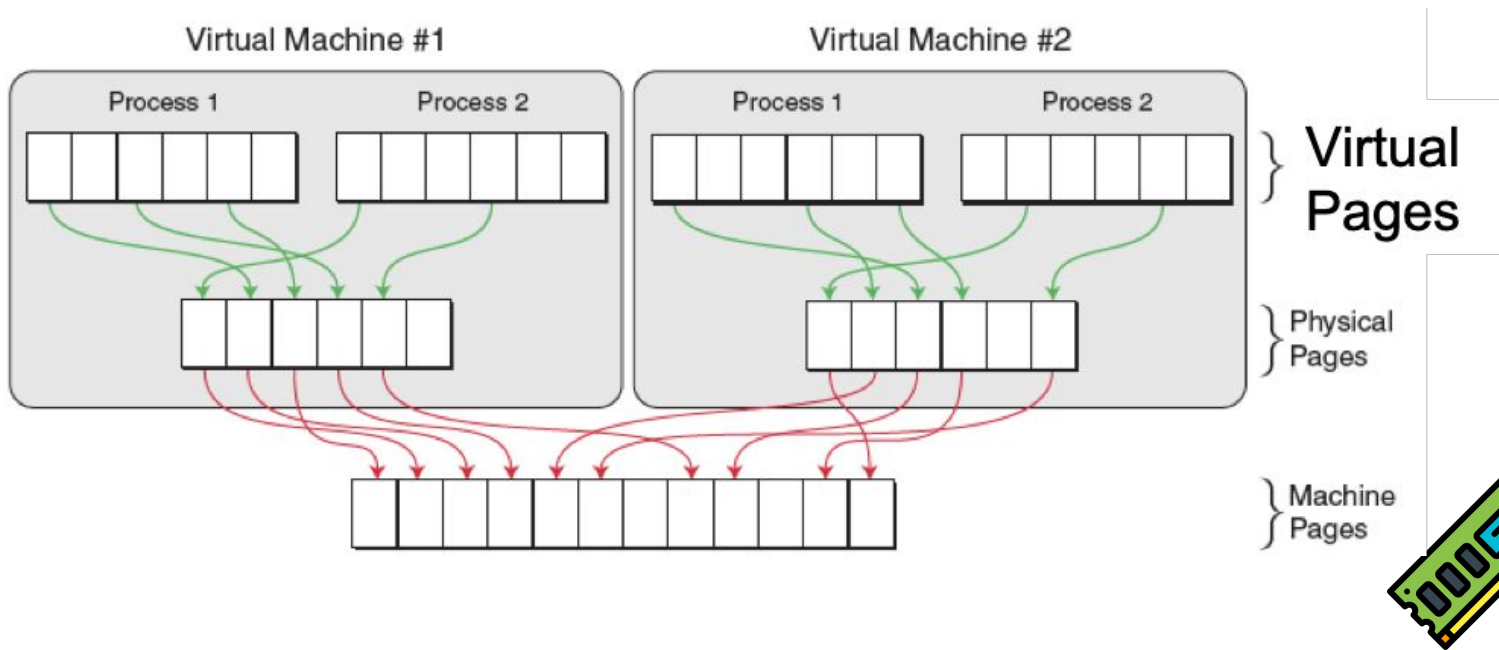 Virtual Machine #1
Virtual Machine #2
Process 1
Process 2
Process 1
Process 2
Virtual
Pages
Physical
Pages
Machine
Pages